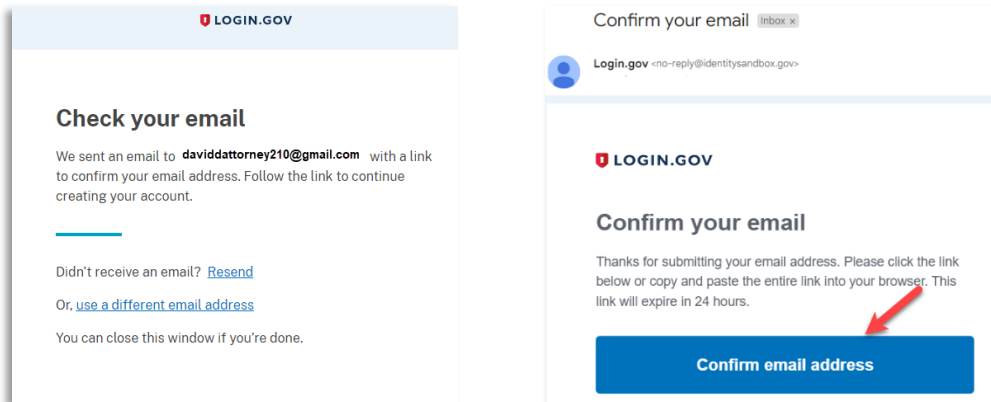 LOGIN.GOV
Check your email
We sent an email to daviddattorney210@gmail.com with a link
to confirm your email address. Follow the link to continue
creating your account.
Didn't receive an email? Resend
Or, use a different email address
You can close this window if you're done.
Confirm your email Inbox x
Login.gov <no-reply@identitysandbox.gov>
LOGIN.GOV
Confirm your email
Thanks for submitting your email address. Please click the link
below or copy and paste the entire link into your browser. This
link will expire in 24 hours.
Confirm email address